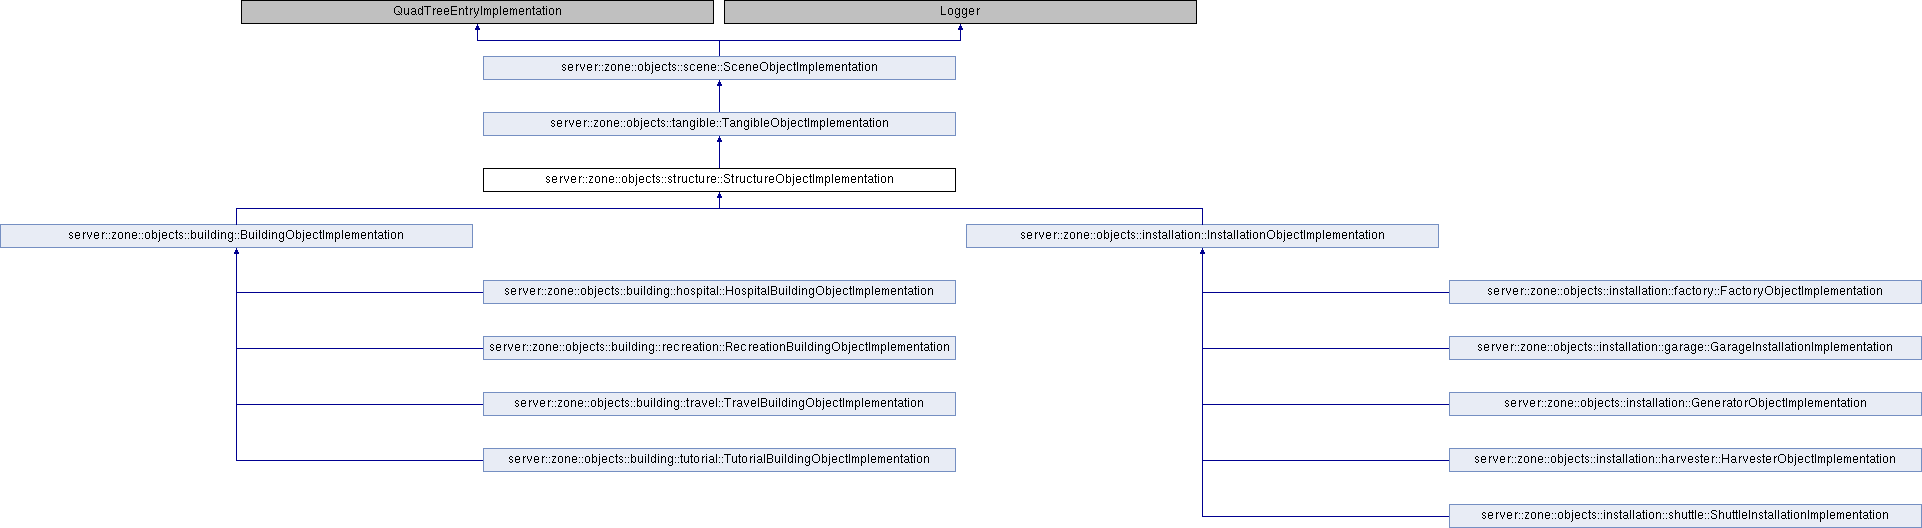 QuadTreeEntryImplementation
Logger
server::zone::objects::scene::SceneObjectImplementation
server::zone::objects::tangible::TangibleObjectImplementation
server::zone::objects::structure::StructureObjectImplementation
server::zone::objects::building::BuildingObjectImplementation
server::zone::objects::installation::InstallationObjectImplementation
server::zone::objects::building::hospital::HospitalBuildingObjectImplementation
server::zone::objects::installation::factory::FactoryObjectImplementation
server::zone::objects::building::recreation::RecreationBuildingObjectImplementation
server::zone::objects::installation::garage::GarageInstallationImplementation
server::zone::objects::building::travel::TravelBuildingObjectImplementation
server::zone::objects::installation::GeneratorObjectImplementation
server::zone::objects::building::tutorial::TutorialBuildingObjectImplementation
server::zone::objects::installation::harvester::HarvesterObjectImplementation
server::zone::objects::installation::shuttle::ShuttleInstallationImplementation